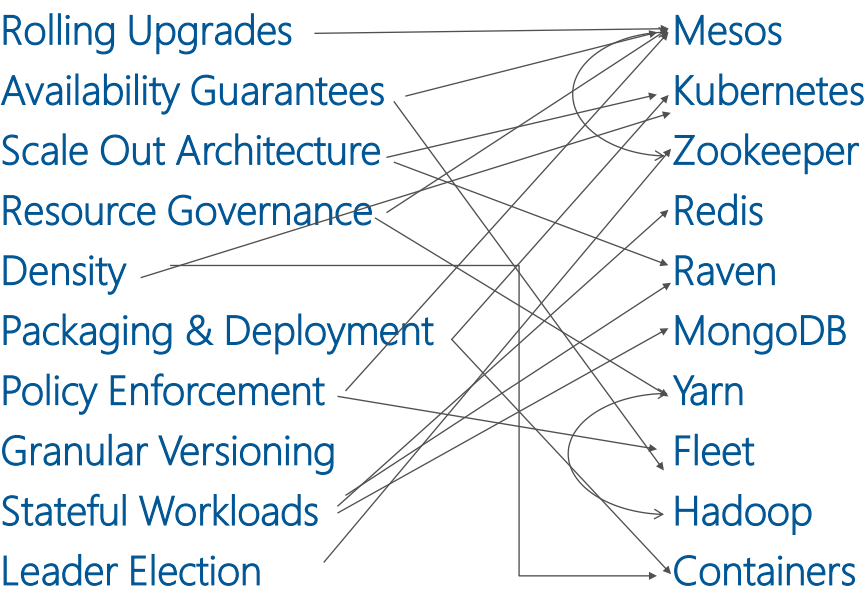 Rolling Upgrades
Availability Guarantees
Scale Out Architecture
Resource Governance
Density
Packaging & Deployment
Policy Enforcement
Granular Versioning
Stateful Workloads
Leader Election
Mesos
Kubernetes
Zookeeper
Redis
Raven
MongoDB
Yarn
Fleet
Hadoop
Containers